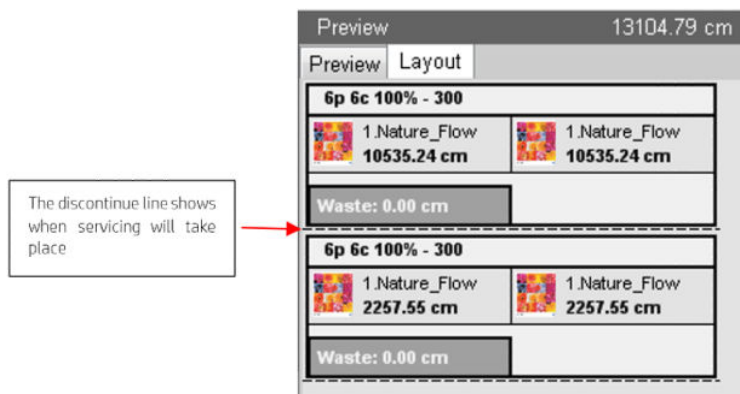 Preview 13104.79 cm
Preview Layout
6p 6c 100% - 300
1.Nature_Flow 1.Nature_Flow
10535.24 cm 10535.24 cm
Waste: 0.00 cm
The discontinue line shows
when servicing will take
place
6p 6c 100% - 300
1.Nature_Flow 1.Nature_Flow
2257.55 cm 2257.55 cm
Waste: 0.00 cm